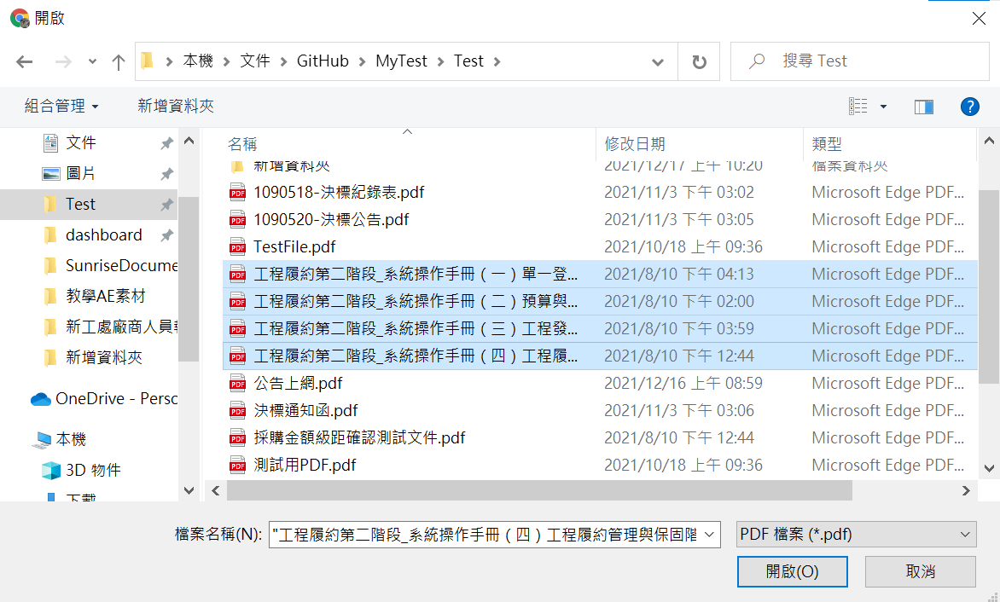 開啟
本機 文件 GitHub MyTest Test
搜尋 Test
組合管理 新增資料夾
文件
圖片
Test
dashboard
SunriseDocume
教學AE素材
新工處廠商人員
新增資料夾
OneDrive - Perso
本機
3D 物件
下載
名稱 修改日期 類型
新增資料夾 2021/12/17 上午 10:20 檔案資料夾
1090518-決標紀錄表.pdf 2021/11/3 下午 03:02 Microsoft Edge PDF...
1090520-決標公告.pdf 2021/11/3 下午 03:05 Microsoft Edge PDF...
TestFile.pdf 2021/10/18 上午 09:36 Microsoft Edge PDF...
工程履約第二階段_系統操作手冊（一）單一登... 2021/8/10 下午 04:13 Microsoft Edge PDF...
工程履約第二階段_系統操作手冊（二）預算與... 2021/8/10 下午 02:00 Microsoft Edge PDF...
工程履約第二階段_系統操作手冊（三）工程發... 2021/8/10 下午 03:59 Microsoft Edge PDF...
工程履約第二階段_系統操作手冊（四）工程履... 2021/8/10 下午 12:44 Microsoft Edge PDF...
公告上網.pdf 2021/12/16 上午 08:59 Microsoft Edge PDF...
決標通知函.pdf 2021/11/3 下午 03:06 Microsoft Edge PDF...
採購金額級距確認測試文件.pdf 2021/8/10 下午 12:44 Microsoft Edge PDF...
測試用PDF.pdf 2021/10/18 上午 09:36 Microsoft Edge PDF...
檔案名稱(N): "工程履約第二階段_系統操作手冊（四）工程履約管理與保固階 PDF 檔案 (*.pdf)
開啟(O) 取消